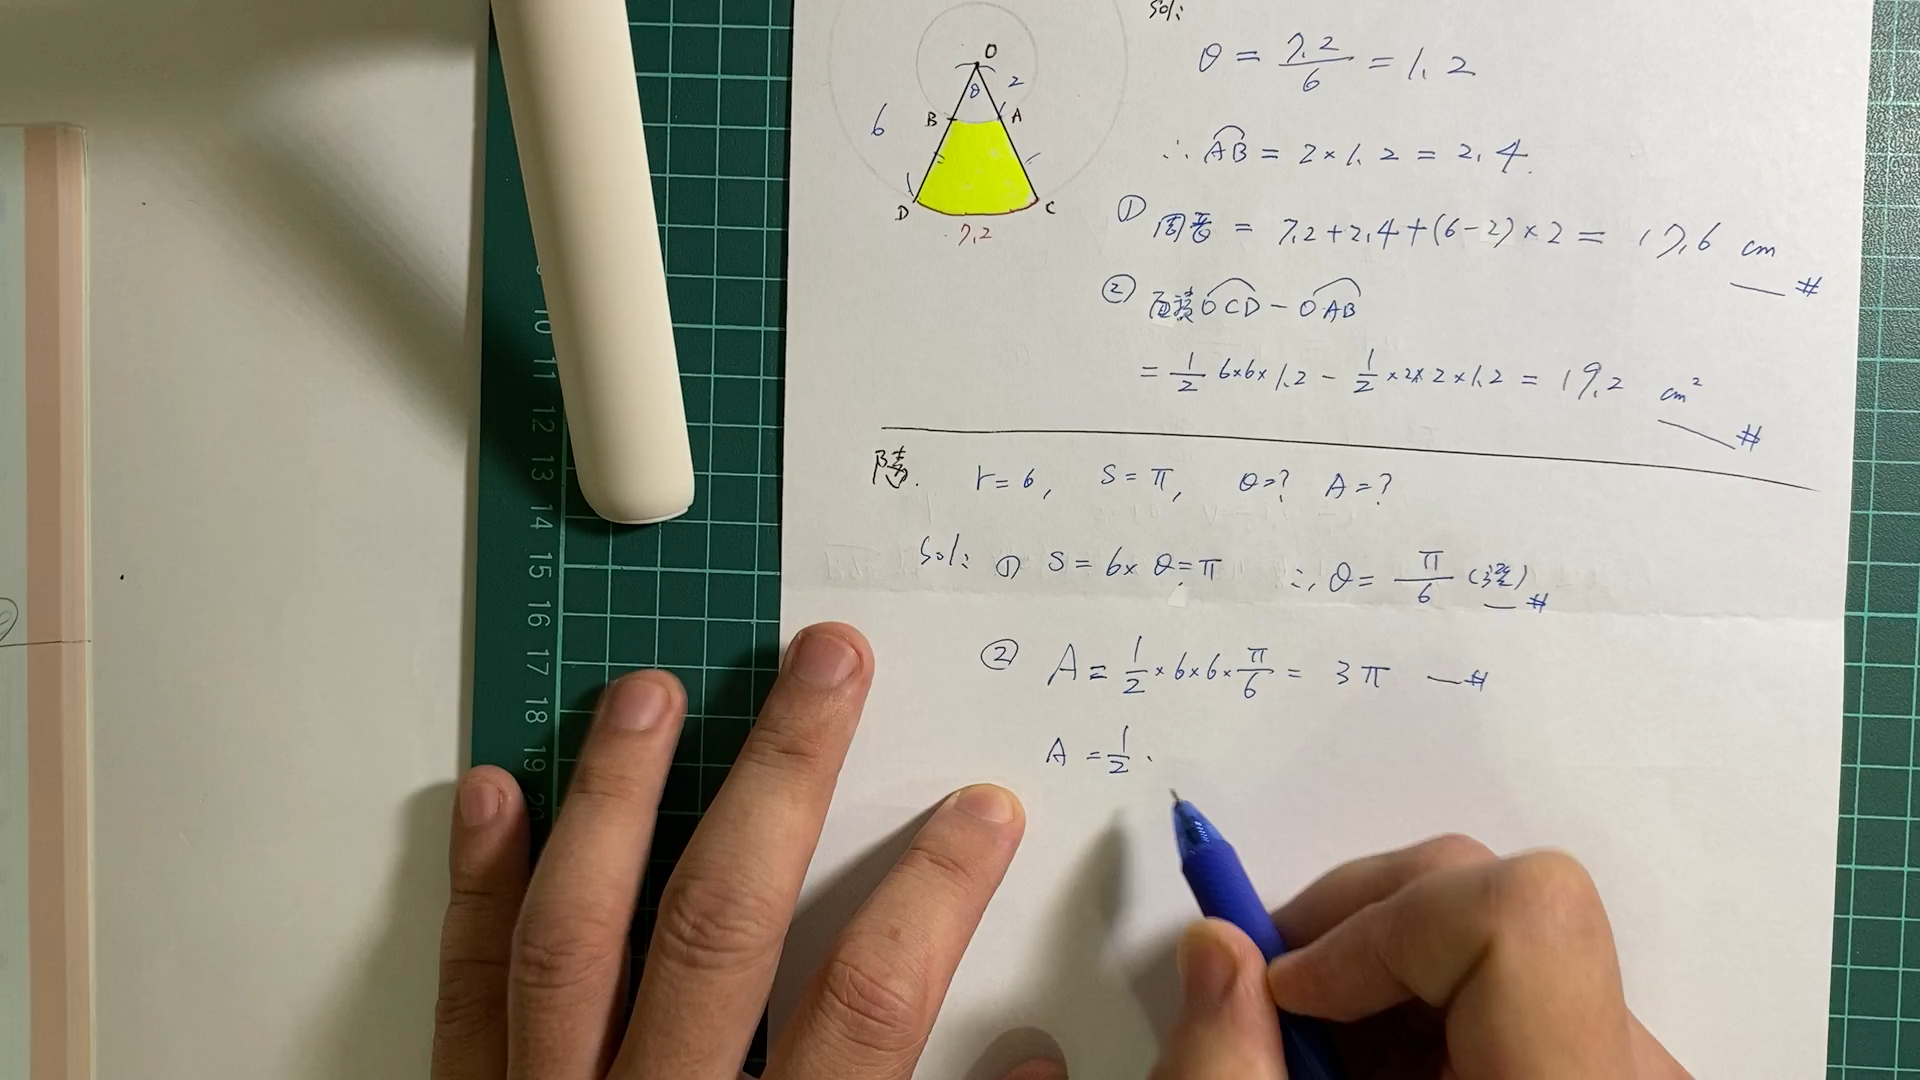 Sol:
θ = 7.2/6 = 1.2
∴ AB = 2×1.2 = 2.4
① 周長 = 7.2+2.4+(6-2)×2 = 17.6 cm #
② 面積 OCD - OAB
= 1/2 6×6×1.2 - 1/2 ×2×2×1.2 = 19.2 cm² #
O
θ 2
6 B A
D C
7.2
隨. r=6, S=π, θ=? A=?
Sol: ① S = 6×θ=π ∴ θ= π/6 (弳) #
② A = 1/2 ×6×6× π/6 = 3π #
A = 1/2 ·
10
11
12
13
14
15
16
17
18
19
20